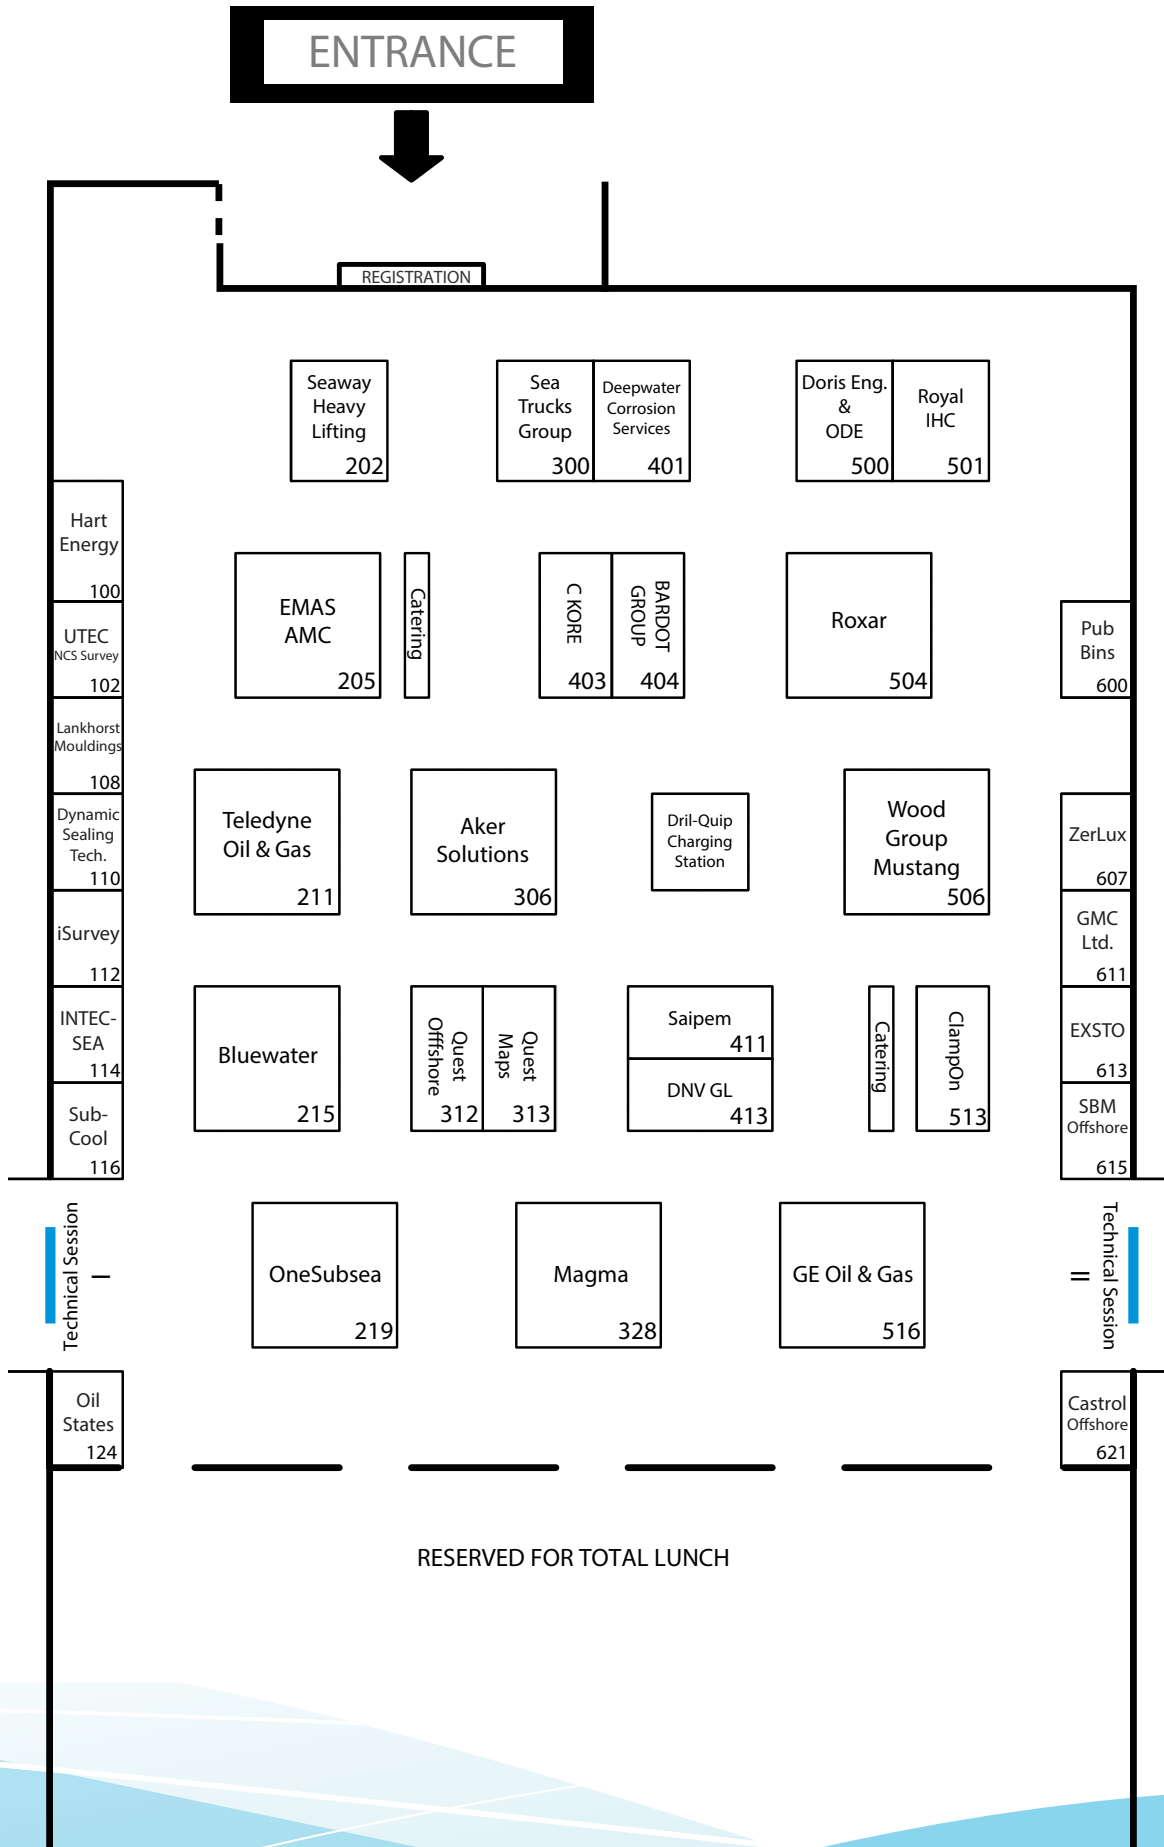 ENTRANCE
REGISTRATION
Seaway
Heavy
Lifting
202
Sea
Trucks
Group
300
Deepwater
Corrosion
Services
401
Doris Eng.
&
ODE
500
Royal
IHC
501
Hart
Energy
100
UTEC
NCS Survey
102
Lankhorst
Mouldings
108
Dynamic
Sealing
Tech.
110
iSurvey
112
INTEC-
SEA
114
Sub-
Cool
116
EMAS
AMC
205
Catering
C KORE
403
BARDOT
GROUP
404
Roxar
504
Pub
Bins
600
Teledyne
Oil & Gas
211
Aker
Solutions
306
Dril-Quip
Charging
Station
Wood
Group
Mustang
506
ZerLux
607
GMC
Ltd.
611
EXSTO
613
SBM
Offshore
615
Bluewater
215
Quest
Offfshore
312
Quest
Maps
313
Saipem
411
DNV GL
413
Catering
ClampOn
513
Technical Session
I
OneSubsea
219
Magma
328
GE Oil & Gas
516
Technical Session
II
Oil
States
124
Castrol
Offshore
621
RESERVED FOR TOTAL LUNCH